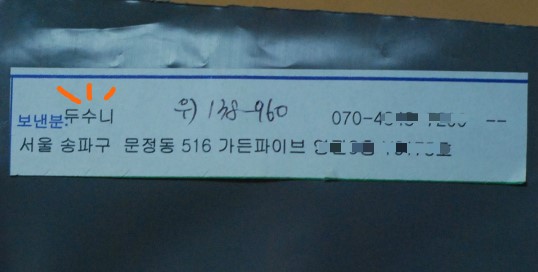 보낸분: 두수니 우) 138-960 070-4 --
서울 송파구 문정동 516 가든파이브